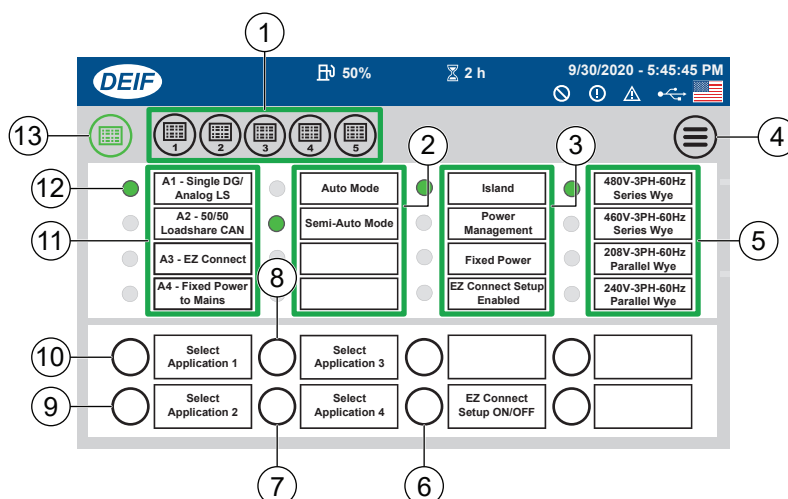 1
DEIF
50%
2 h
9/30/2020 - 5:45:45 PM
13
1
2
3
4
5
2
3
4
12
A1 - Single DG/
Analog LS
Auto Mode
Island
480V-3PH-60Hz
Series Wye
11
A2 - 50/50
Loadshare CAN
Semi-Auto Mode
Power
Management
460V-3PH-60Hz
Series Wye
5
A3 - EZ Connect
8
Fixed Power
208V-3PH-60Hz
Parallel Wye
A4 - Fixed Power
to Mains
EZ Connect Setup
Enabled
240V-3PH-60Hz
Parallel Wye
10
Select
Application 1
Select
Application 3
9
Select
Application 2
Select
Application 4
EZ Connect
Setup ON/OFF
7
6